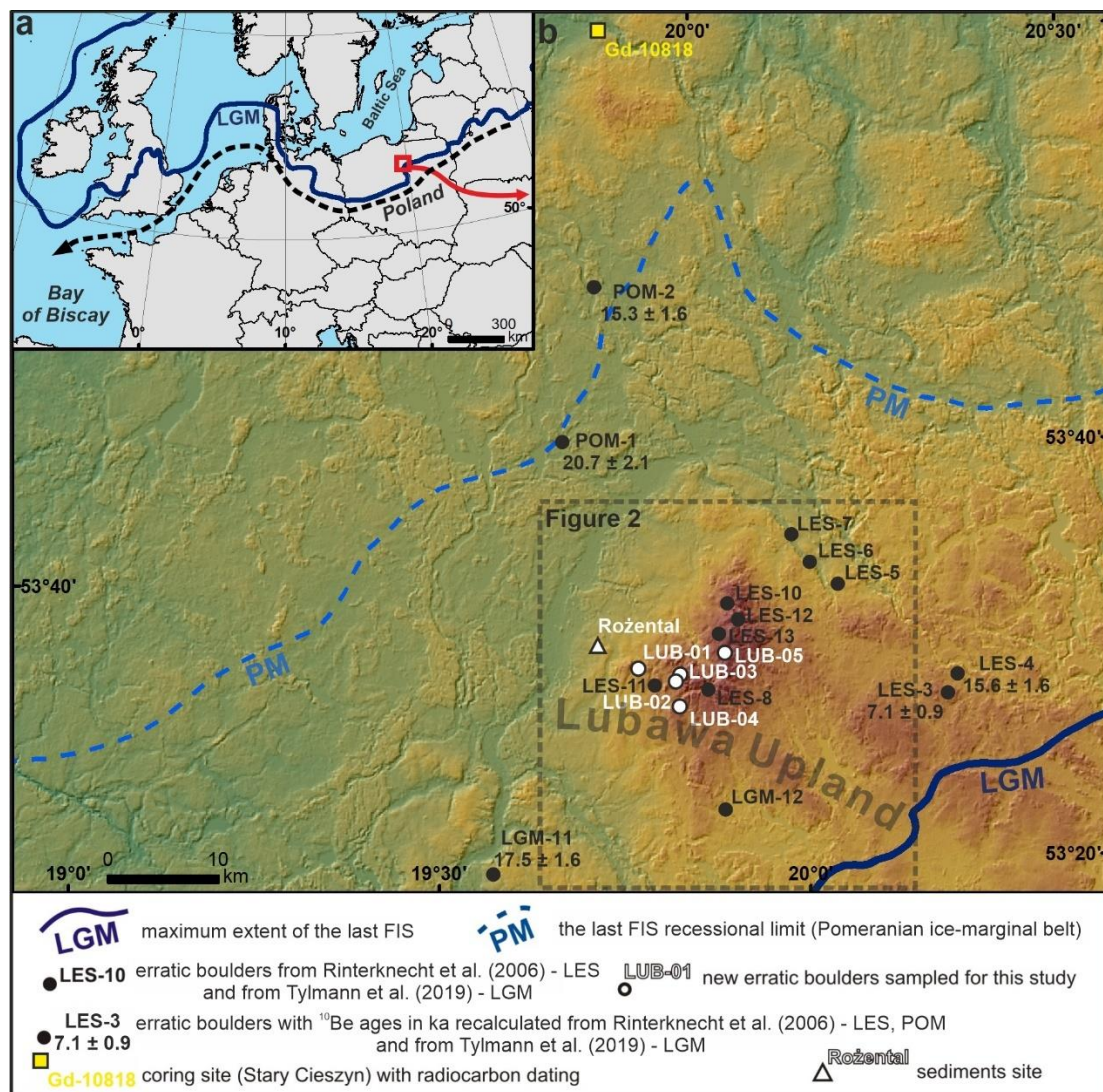 a
LGM
Baltic Sea
Poland
50°
Bay
of Biscay
0°
10°
20°
0 300
km
b
20°0'
20°30'
Gd-10818
POM-2
15.3 ± 1.6
PM
PM
53°40'
POM-1
20.7 ± 2.1
Figure 2
LES-7
LES-6
LES-5
53°40'
LES-10
LES-12
Rożental
LES-13
LUB-01
LUB-05
LUB-03
LES-4
15.6 ± 1.6
LES-11
LES-8
LES-3
7.1 ± 0.9
LUB-02
LUB-04
PM
Lubawa Upland
LGM
LGM-12
LGM-11
17.5 ± 1.6
53°20'
0 10
km
19°0'
19°30'
20°0'
LGM maximum extent of the last FIS
PM the last FIS recessional limit (Pomeranian ice-marginal belt)
LES-10 erratic boulders from Rinterknecht et al. (2006) - LES
and from Tylmann et al. (2019) - LGM
LUB-01 new erratic boulders sampled for this study
LES-3 erratic boulders with ¹⁰Be ages in ka recalculated from Rinterknecht et al. (2006) - LES, POM
7.1 ± 0.9 and from Tylmann et al. (2019) - LGM
Gd-10818 coring site (Stary Cieszyn) with radiocarbon dating
Rożental sediments site